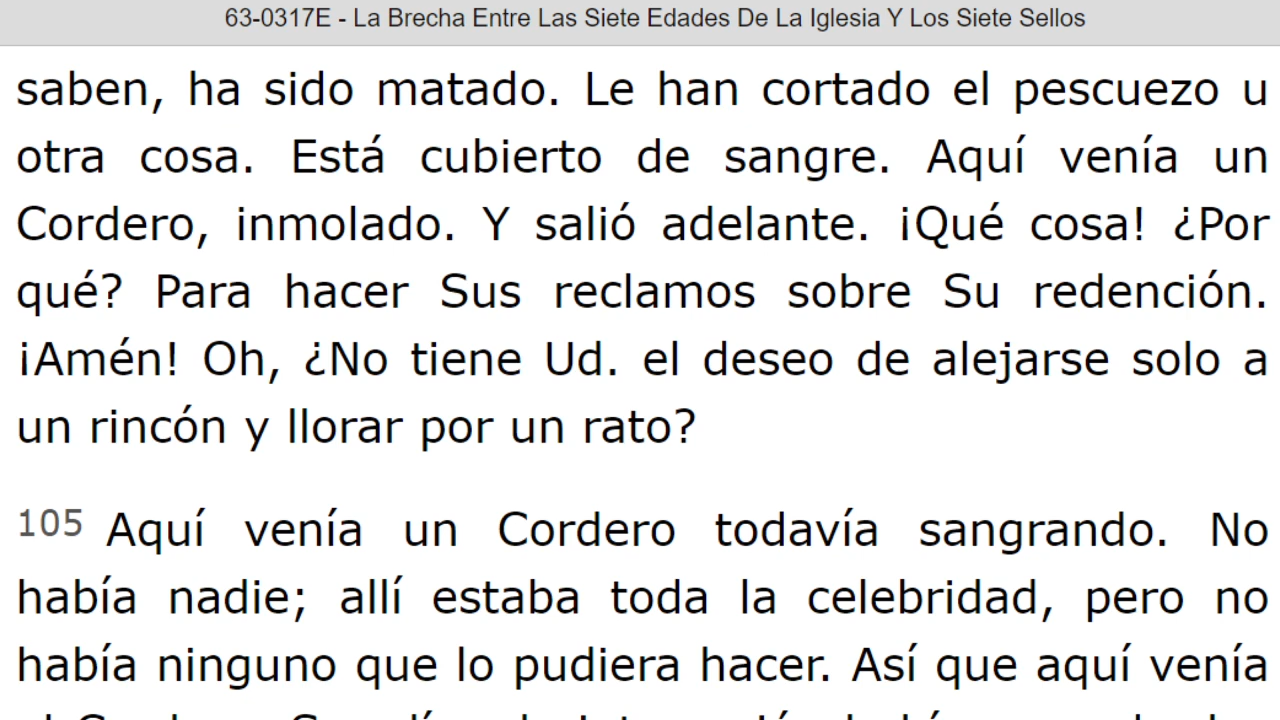 63-0317E - La Brecha Entre Las Siete Edades De La Iglesia Y Los Siete Sellos
saben, ha sido matado. Le han cortado el pescuezo u
otra cosa. Está cubierto de sangre. Aquí venía un
Cordero, inmolado. Y salió adelante. ¡Qué cosa! ¿Por
qué? Para hacer Sus reclamos sobre Su redención.
¡Amén! Oh, ¿No tiene Ud. el deseo de alejarse solo a
un rincón y llorar por un rato?
105 Aquí venía un Cordero todavía sangrando. No
había nadie; allí estaba toda la celebridad, pero no
había ninguno que lo pudiera hacer. Así que aquí venía